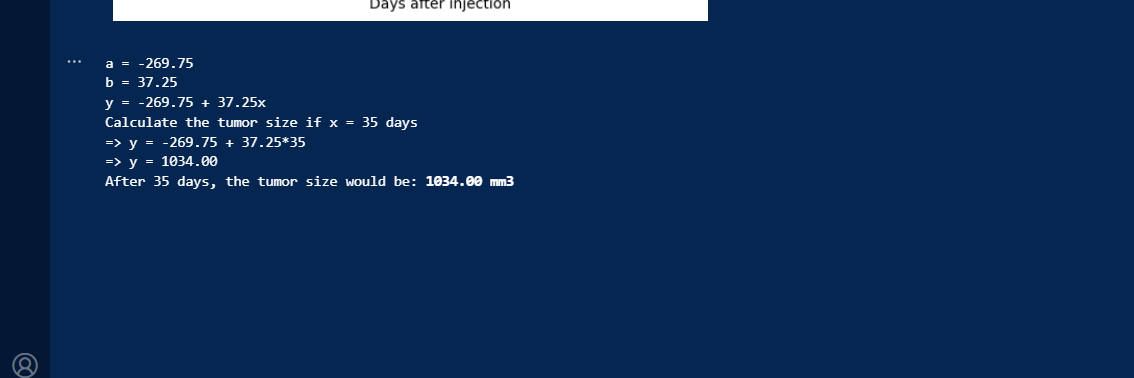 Days after injection
a = -269.75
b = 37.25
y = -269.75 + 37.25x
Calculate the tumor size if x = 35 days
=> y = -269.75 + 37.25*35
=> y = 1034.00
After 35 days, the tumor size would be: 1034.00 mm3